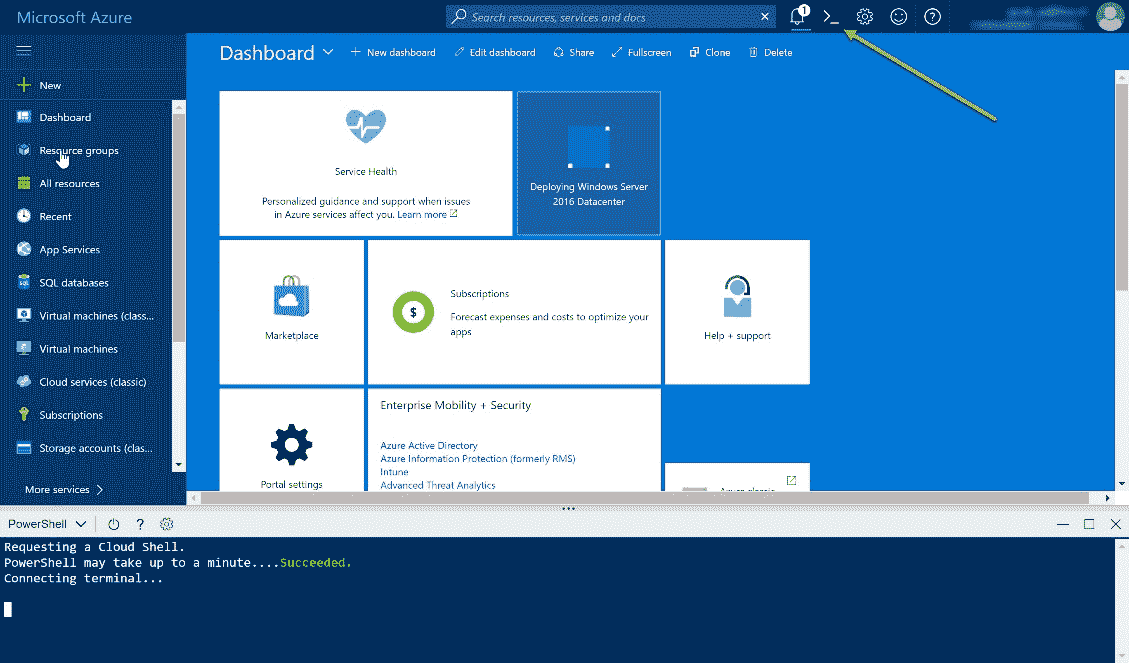 Microsoft Azure
Search resources, services and docs
1
Dashboard
New dashboard
Edit dashboard
Share
Fullscreen
Clone
Delete
New
Dashboard
Resource groups
All resources
Recent
App Services
SQL databases
Virtual machines (class...
Virtual machines
Cloud services (classic)
Subscriptions
Storage accounts (clas...
More services
Service Health
Personalized guidance and support when issues
in Azure services affect you. Learn more
Deploying Windows Server
2016 Datacenter
Marketplace
$
Subscriptions
Forecast expenses and costs to optimize your
apps
Help + support
Portal settings
Enterprise Mobility + Security
Azure Active Directory
Azure Information Protection (formerly RMS)
Intune
Advanced Threat Analytics
PowerShell
Requesting a Cloud Shell.
PowerShell may take up to a minute....Succeeded.
Connecting terminal...